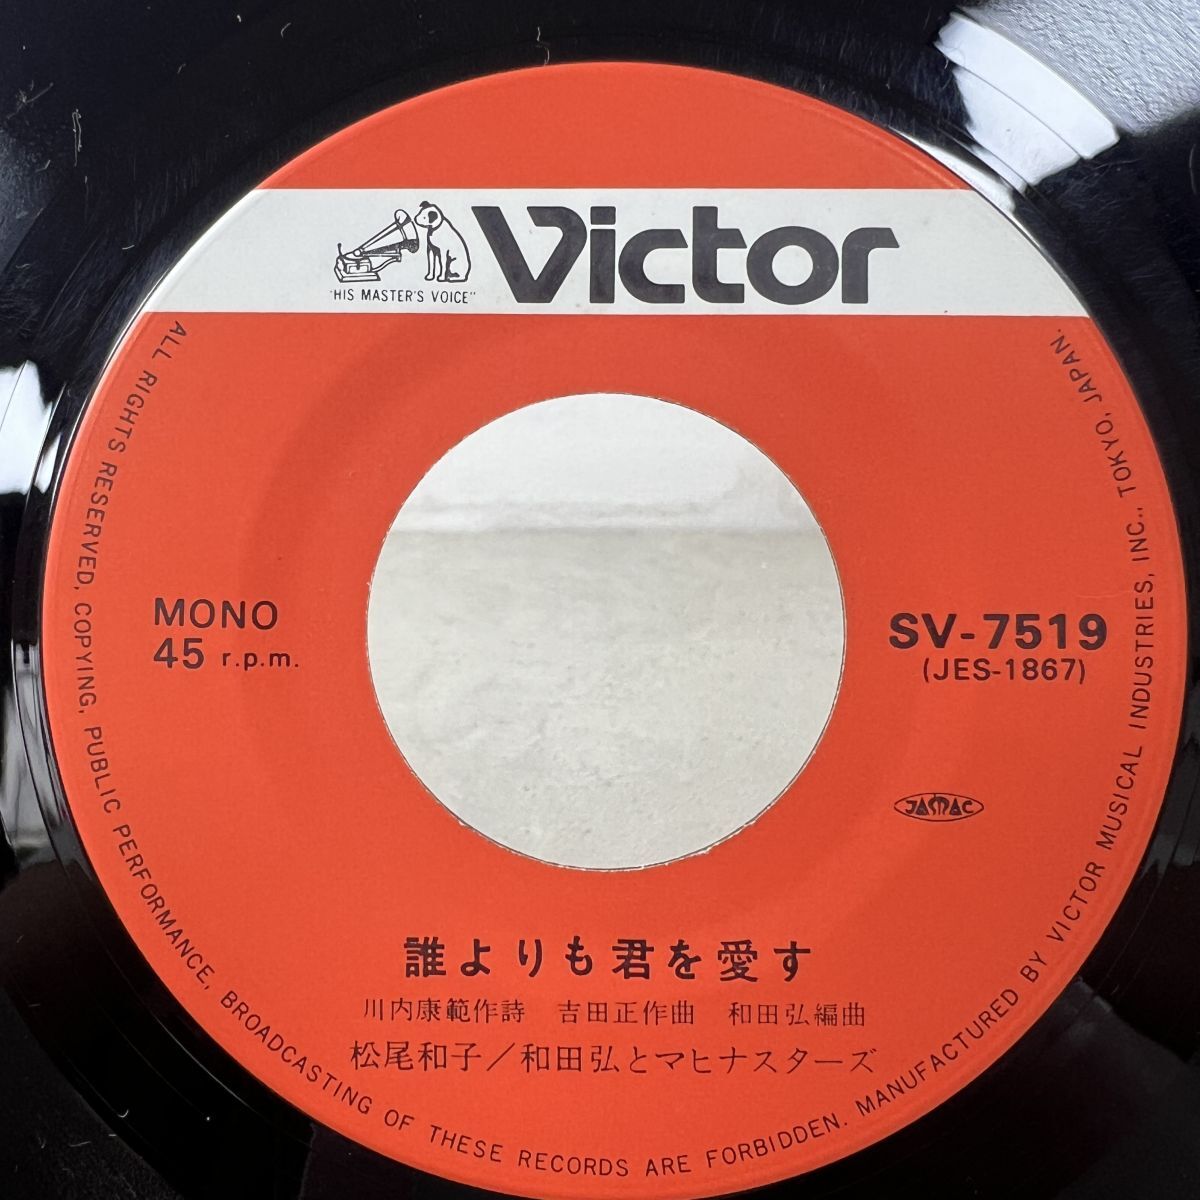 "HIS MASTER'S VOICE"
Victor
MONO
45 r.p.m.
SV-7519
(JES-1867)
JAMAC
誰よりも君を愛す
川内康範作詩 吉田正作曲 和田弘編曲
松尾和子/和田弘とマヒナスターズ
ALL RIGHTS RESERVED, COPYING, PUBLIC PERFORMANCE, BROADCASTING OF THESE RECORDS ARE FORBIDDEN. MANUFACTURED BY VICTOR MUSICAL INDUSTRIES, INC., TOKYO, JAPAN.